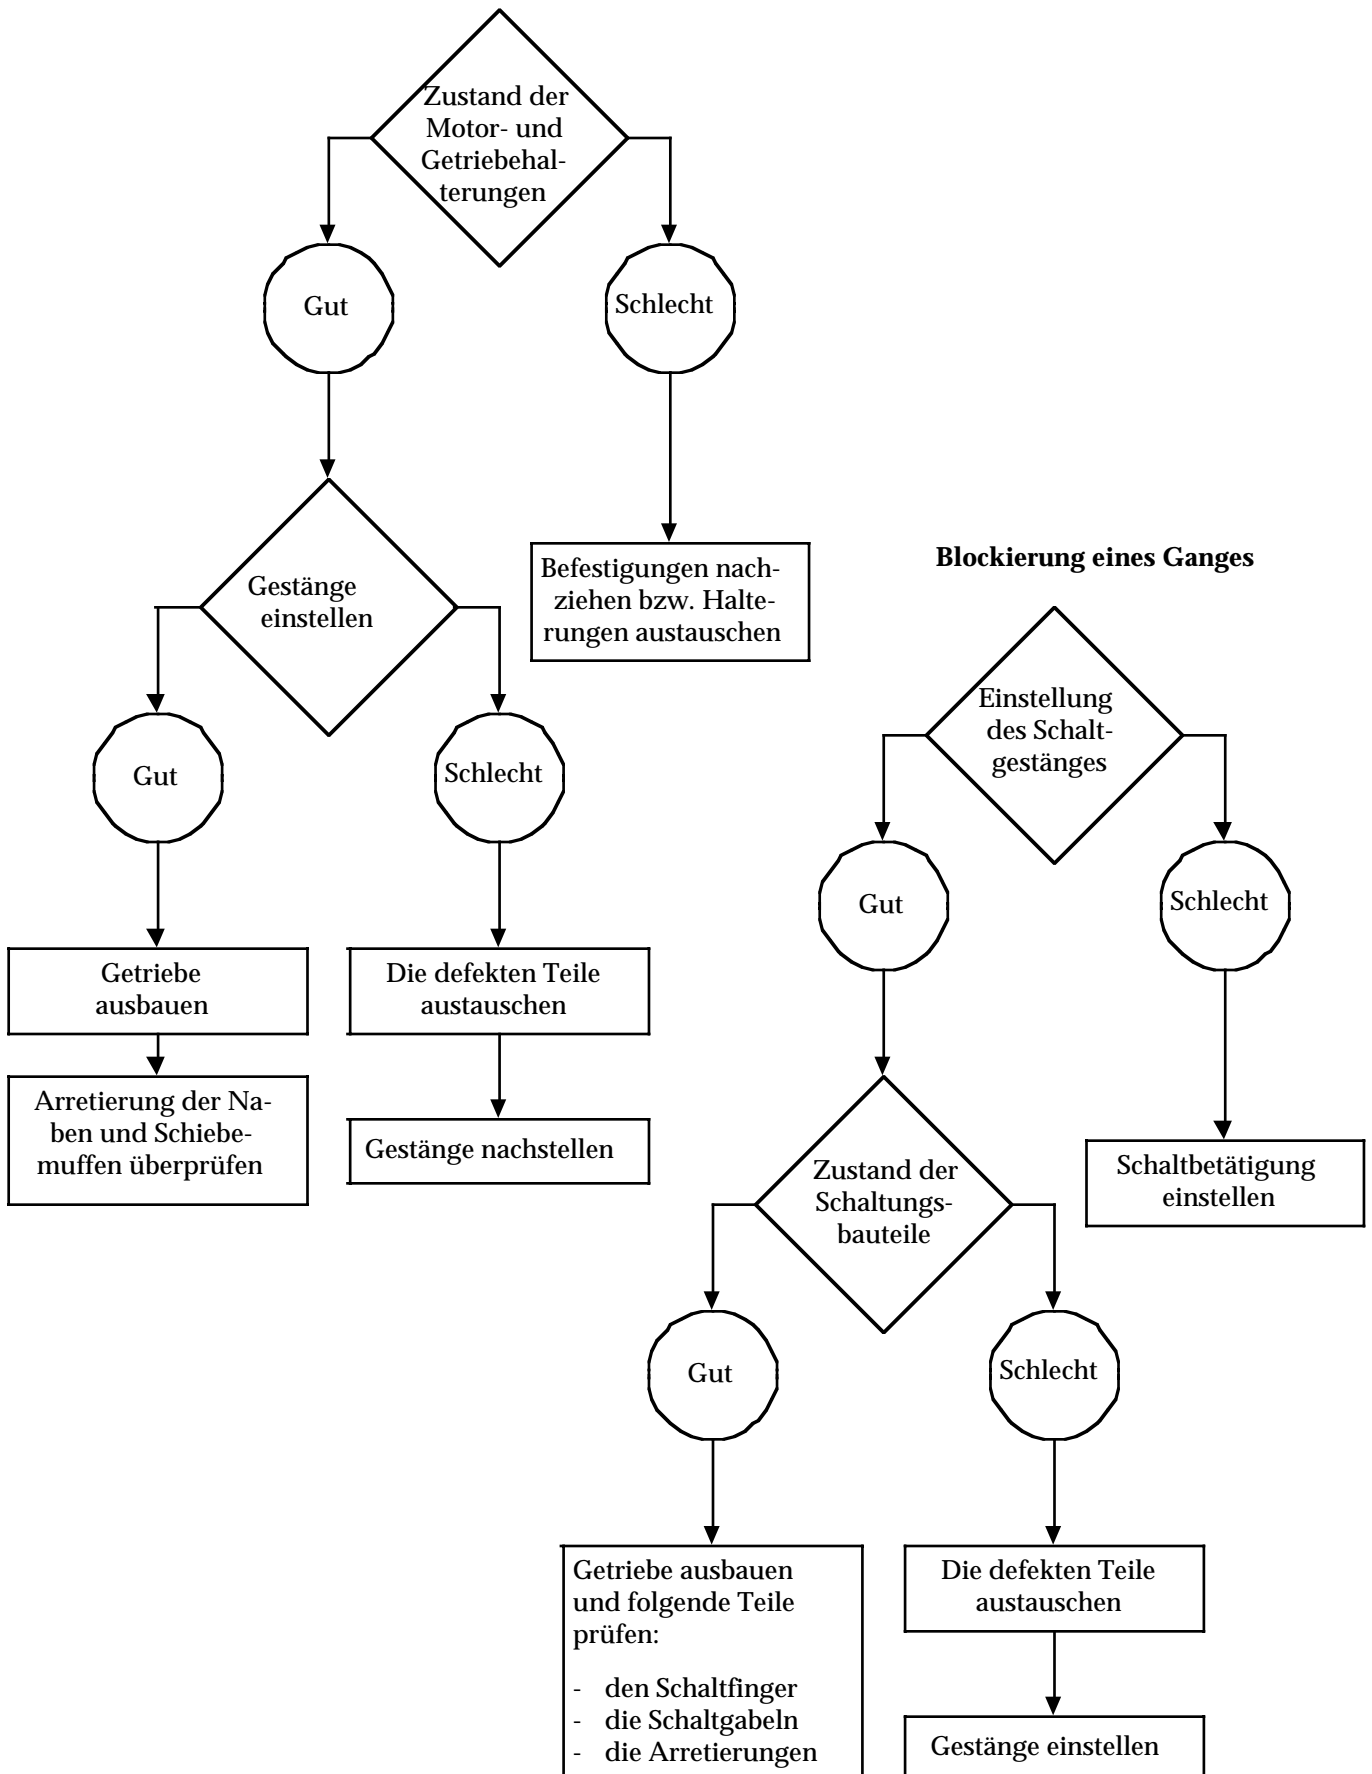 Zustand der
Motor- und
Getriebehal-
terungen
Gut
Schlecht
Gestänge
einstellen
Befestigungen nach-
ziehen bzw. Halte-
rungen austauschen
Gut
Schlecht
Getriebe
ausbauen
Die defekten Teile
austauschen
Arretierung der Na-
ben und Schiebe-
muffen überprüfen
Gestänge nachstellen
Blockierung eines Ganges
Einstellung
des Schalt-
gestänges
Gut
Schlecht
Zustand der
Schaltungs-
bauteile
Schaltbetätigung
einstellen
Gut
Schlecht
Getriebe ausbauen
und folgende Teile
prüfen:
- den Schaltfinger
- die Schaltgabeln
- die Arretierungen
Die defekten Teile
austauschen
Gestänge einstellen